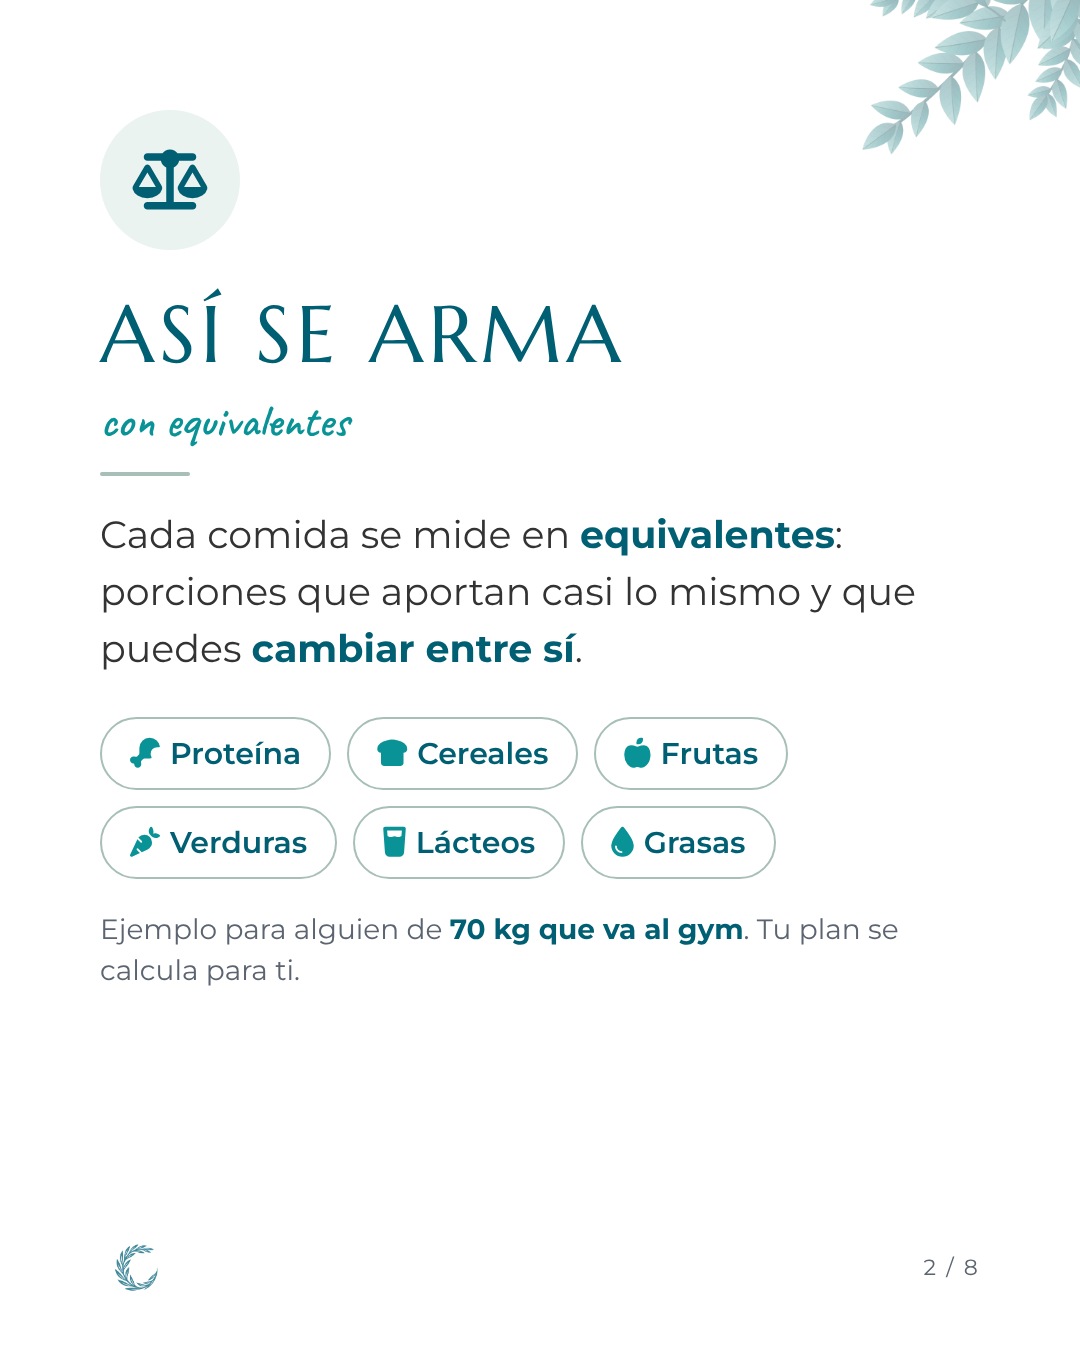 ASÍ SE ARMA
con equivalentes
Cada comida se mide en equivalentes:
porciones que aportan casi lo mismo y que
puedes cambiar entre sí.
Proteína Cereales Frutas
Verduras Lácteos Grasas
Ejemplo para alguien de 70 kg que va al gym. Tu plan se
calcula para ti.
2 / 8